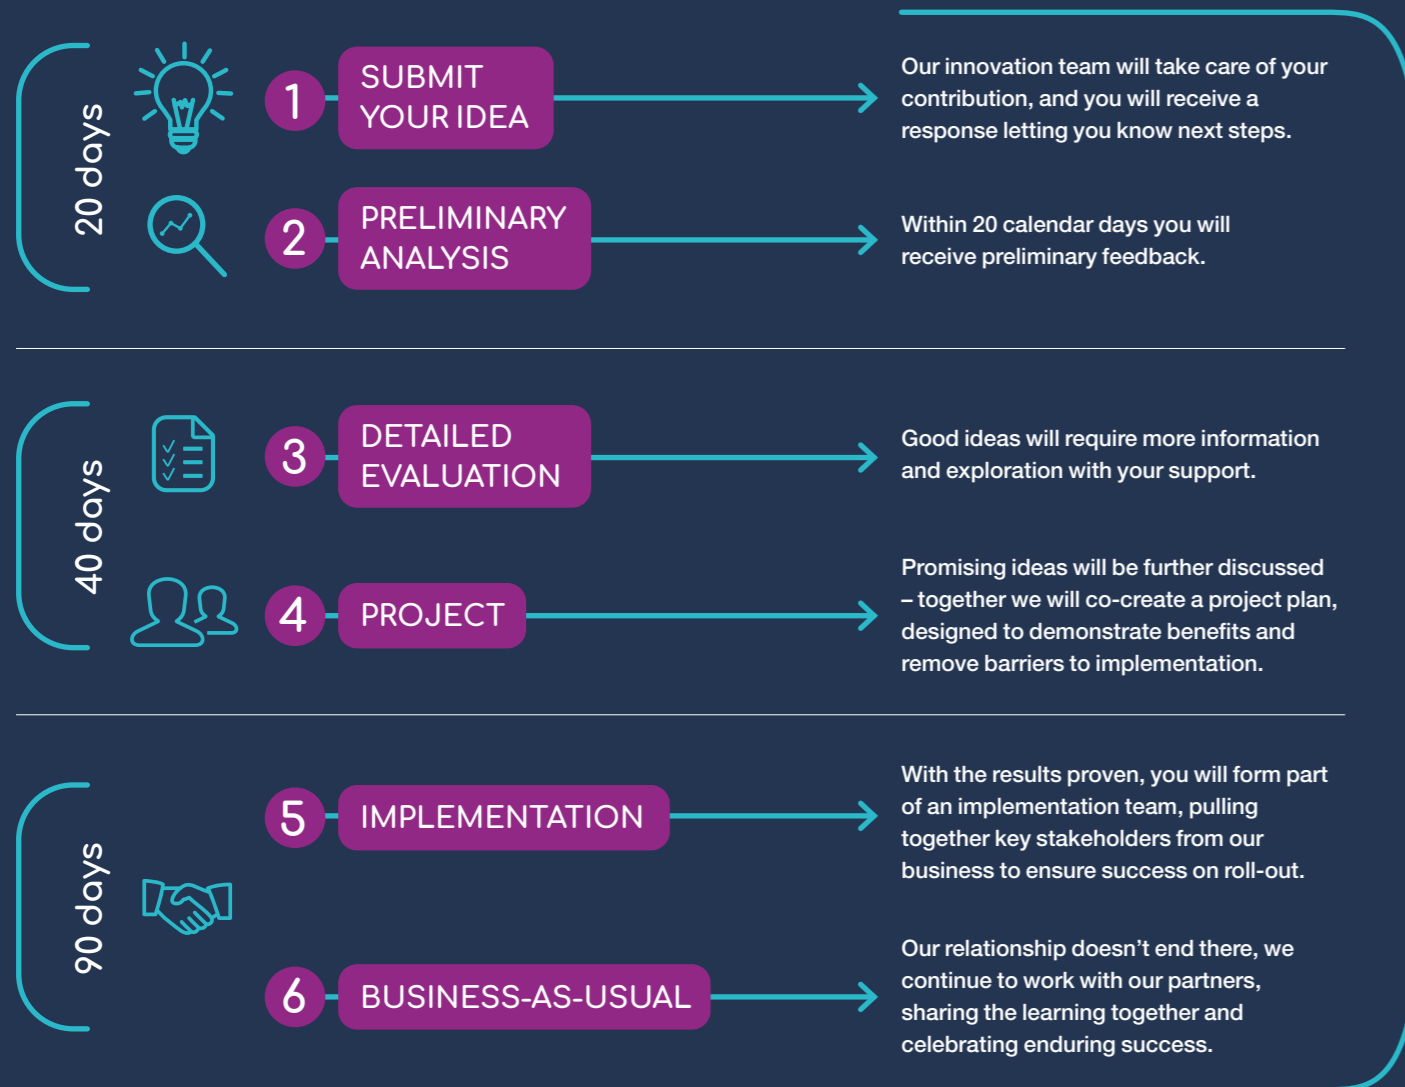 20 days
1
SUBMIT
YOUR IDEA
Our innovation team will take care of your
contribution, and you will receive a
response letting you know next steps.
2
PRELIMINARY
ANALYSIS
Within 20 calendar days you will
receive preliminary feedback.
40 days
3
DETAILED
EVALUATION
Good ideas will require more information
and exploration with your support.
4
PROJECT
Promising ideas will be further discussed
– together we will co-create a project plan,
designed to demonstrate benefits and
remove barriers to implementation.
90 days
5
IMPLEMENTATION
With the results proven, you will form part
of an implementation team, pulling
together key stakeholders from our
business to ensure success on roll-out.
6
BUSINESS-AS-USUAL
Our relationship doesn’t end there, we
continue to work with our partners,
sharing the learning together and
celebrating enduring success.